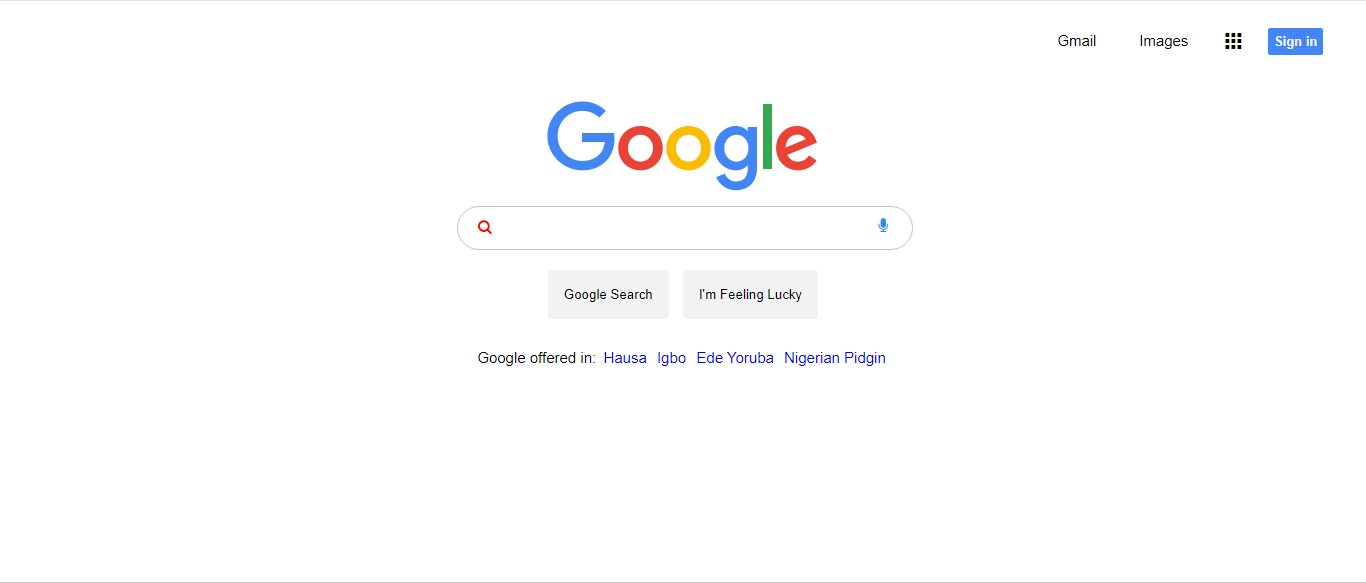 Gmail Images Sign in
Google
Google Search I'm Feeling Lucky
Google offered in: Hausa Igbo Ede Yoruba Nigerian Pidgin